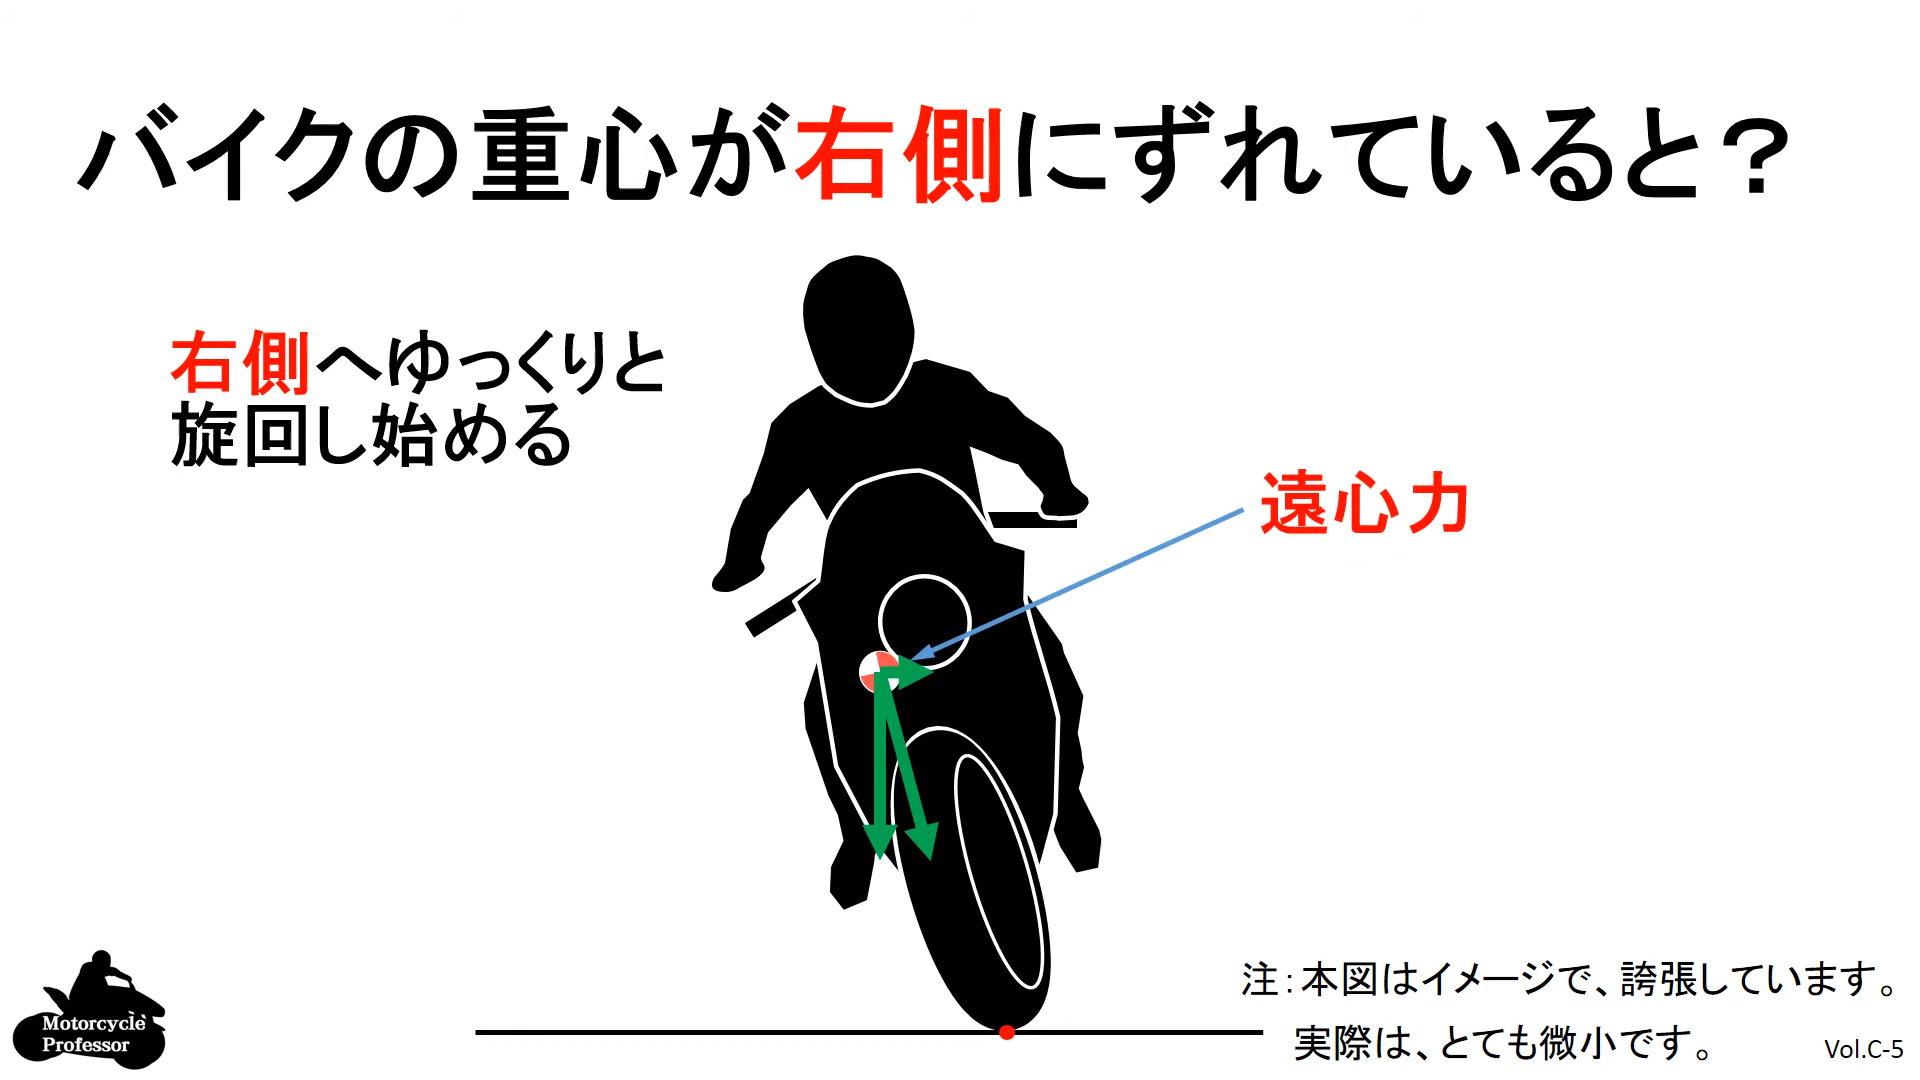 バイクの重心が右側にずれていると？
右側へゆっくりと
旋回し始める
遠心力
注：本図はイメージで、誇張しています。
実際は、とても微小です。
Vol.C-5
Motorcycle
Professor